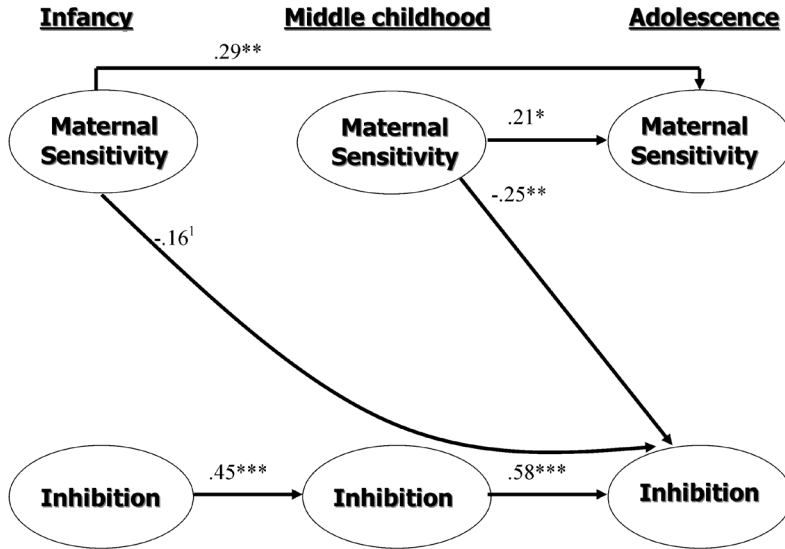 Infancy
Middle childhood
Adolescence
.29**
Maternal
Sensitivity
Maternal
Sensitivity
.21*
Maternal
Sensitivity
-.25**
-.16¹
Inhibition
.45***
Inhibition
.58***
Inhibition